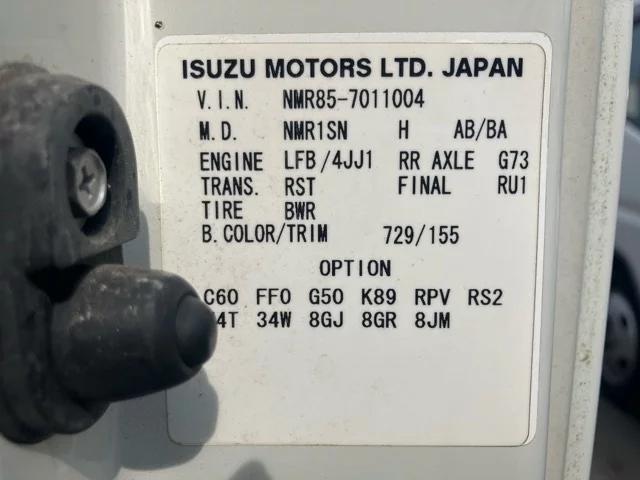 ISUZU MOTORS LTD. JAPAN
V.I.N. NMR85-7011004
M.D. NMR1SN H AB/BA
ENGINE LFB/4JJ1 RR AXLE G73
TRANS. RST FINAL RU1
TIRE BWR
B.COLOR/TRIM 729/155
OPTION
C60 FF0 G50 K89 RPV RS2
34W 8GJ 8GR 8JM